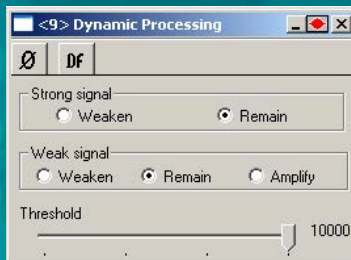 <9> Dynamic Processing
Ø DF
Strong signal
Weaken Remain
Weak signal
Weaken Remain Amplify
Threshold
10000